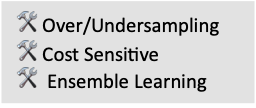 Over/Undersampling
Cost Sensitive
Ensemble Learning